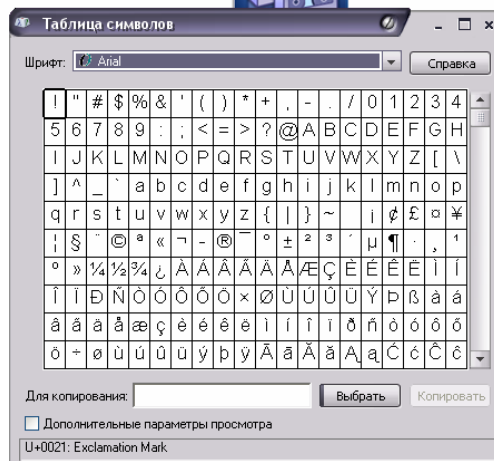 Таблица символов
Шрифт: Arial Справка
! " # $ % & ' ( ) * + , - . / 0 1 2 3 4
5 6 7 8 9 : ; < = > ? @ A B C D E F G H
I J K L M N O P Q R S T U V W X Y Z [ \
] ^ _ ` a b c d e f g h i j k l m n o p
q r s t u v w x y z { | } ~ ¡ ¢ £ ¤ ¥
¦ § ¨ © ª « ¬ - ® ¯ ° ± ² ³ ´ µ ¶ · ¸ ¹
º » ¼ ½ ¾ ¿ À Á Â Ã Ä Å Æ Ç È É Ê Ë Ì Í
Î Ï Ð Ñ Ò Ó Ô Õ Ö × Ø Ù Ú Û Ü Ý Þ ß à á
â ã ä å æ ç è é ê ë ì í î ï ð ñ ò ó ô õ
ö ÷ ø ù ú û ü ý þ ÿ Ā ā Ă ă Ą ą Ć ć Ĉ ĉ
Для копирования: Выбрать Копировать
Дополнительные параметры просмотра
U+0021: Exclamation Mark